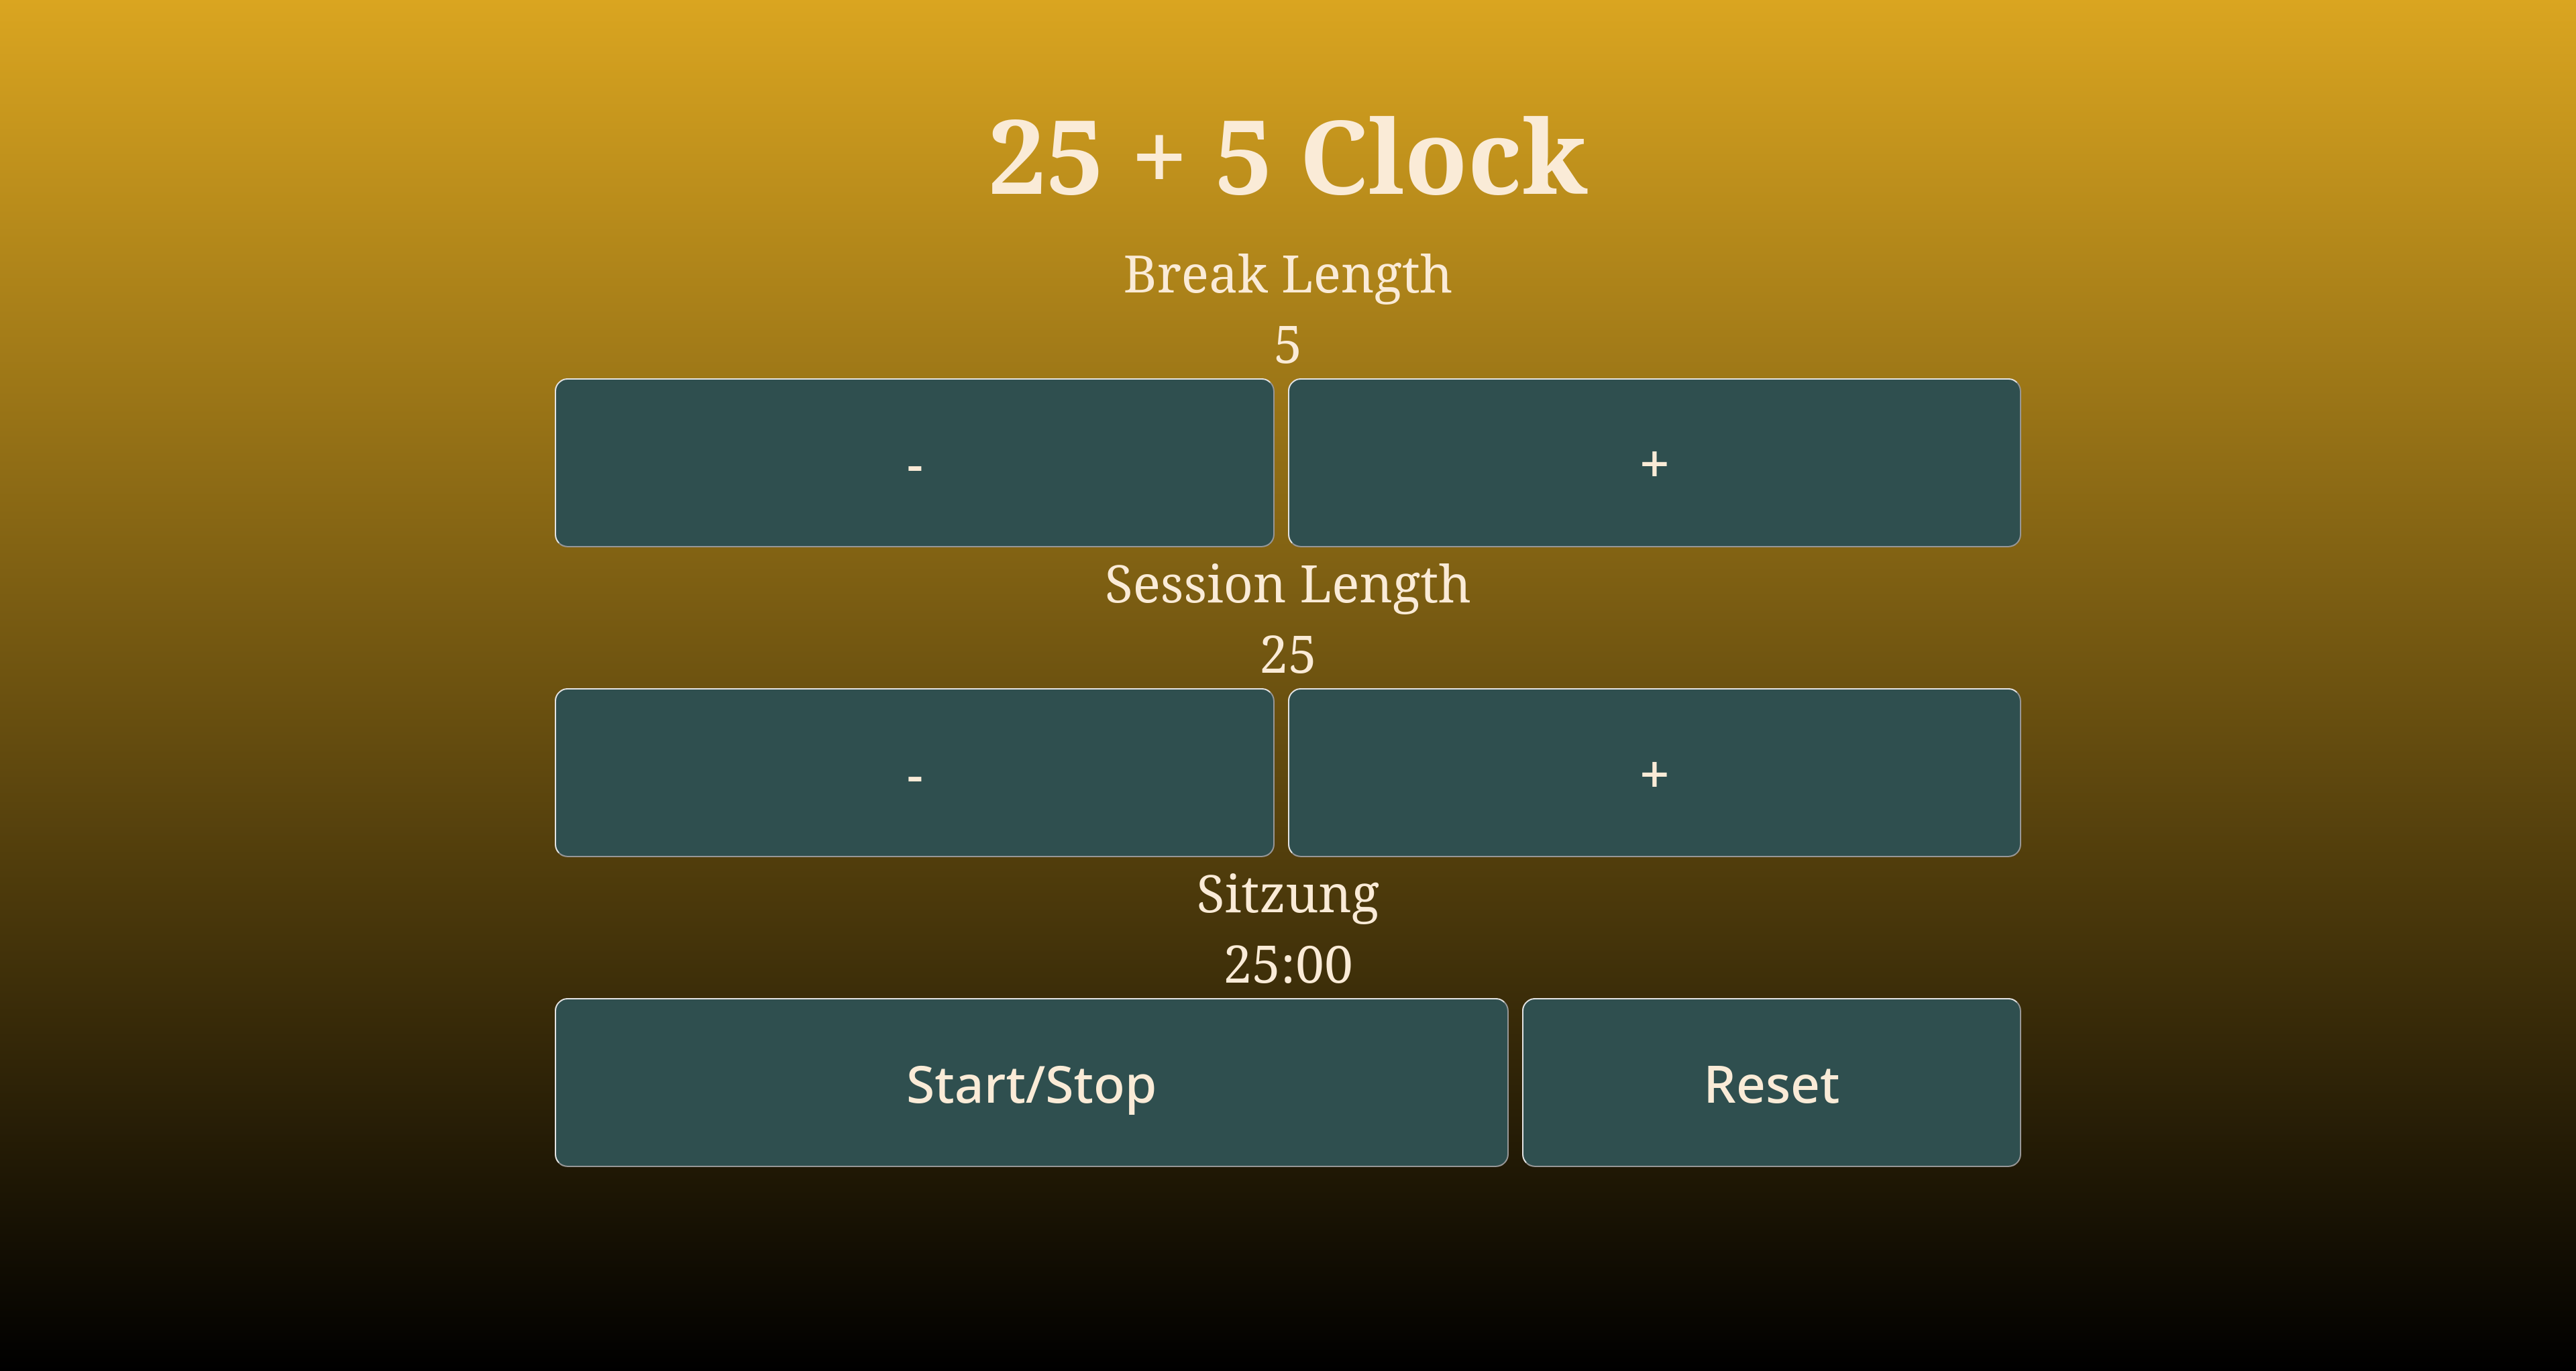 25 + 5 Clock
Break Length
5
- +
Session Length
25
- +
Sitzung
25:00
Start/Stop Reset